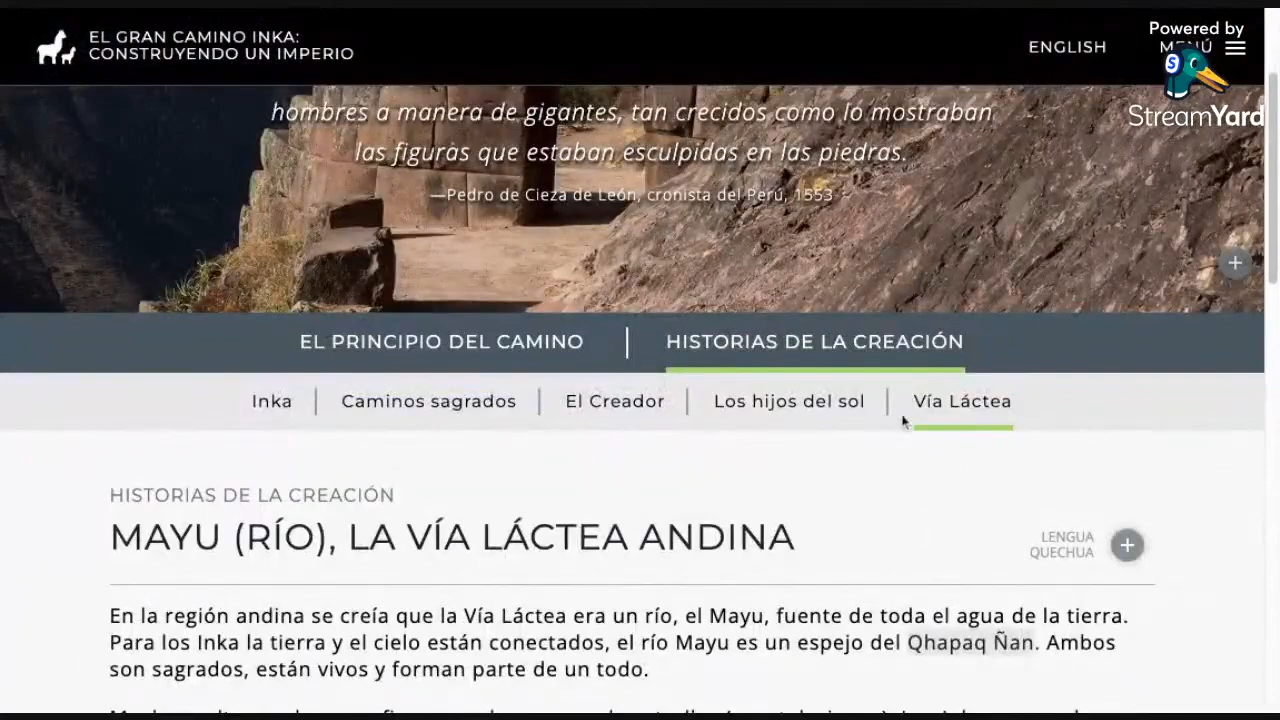 EL GRAN CAMINO INKA:
CONSTRUYENDO UN IMPERIO
ENGLISH
MENÚ
Powered by
StreamYard
hombres a manera de gigantes, tan crecidos como lo mostraban
las figuras que estaban esculpidas en las piedras.
—Pedro de Cieza de León, cronista del Perú, 1553
EL PRINCIPIO DEL CAMINO
HISTORIAS DE LA CREACIÓN
Inka
Caminos sagrados
El Creador
Los hijos del sol
Vía Láctea
HISTORIAS DE LA CREACIÓN
MAYU (RÍO), LA VÍA LÁCTEA ANDINA
LENGUA
QUECHUA
En la región andina se creía que la Vía Láctea era un río, el Mayu, fuente de toda el agua de la tierra.
Para los Inka la tierra y el cielo están conectados, el río Mayu es un espejo del Qhapaq Ñan. Ambos
son sagrados, están vivos y forman parte de un todo.